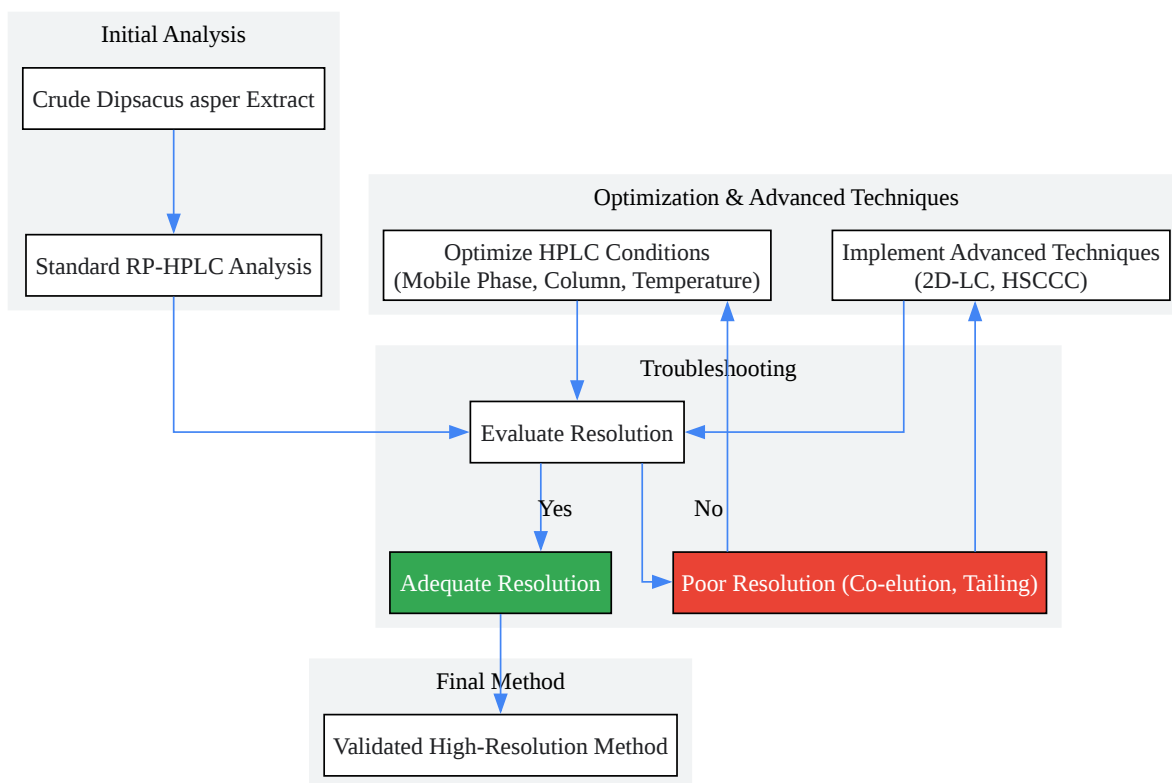 Initial Analysis
Crude Dipsacus asper Extract
Standard RP-HPLC Analysis
Optimization & Advanced Techniques
Optimize HPLC Conditions
(Mobile Phase, Column, Temperature)
Implement Advanced Techniques
(2D-LC, HSCCC)
Troubleshooting
Evaluate Resolution
Yes
No
Adequate Resolution
Poor Resolution (Co-elution, Tailing)
Final Method
Validated High-Resolution Method